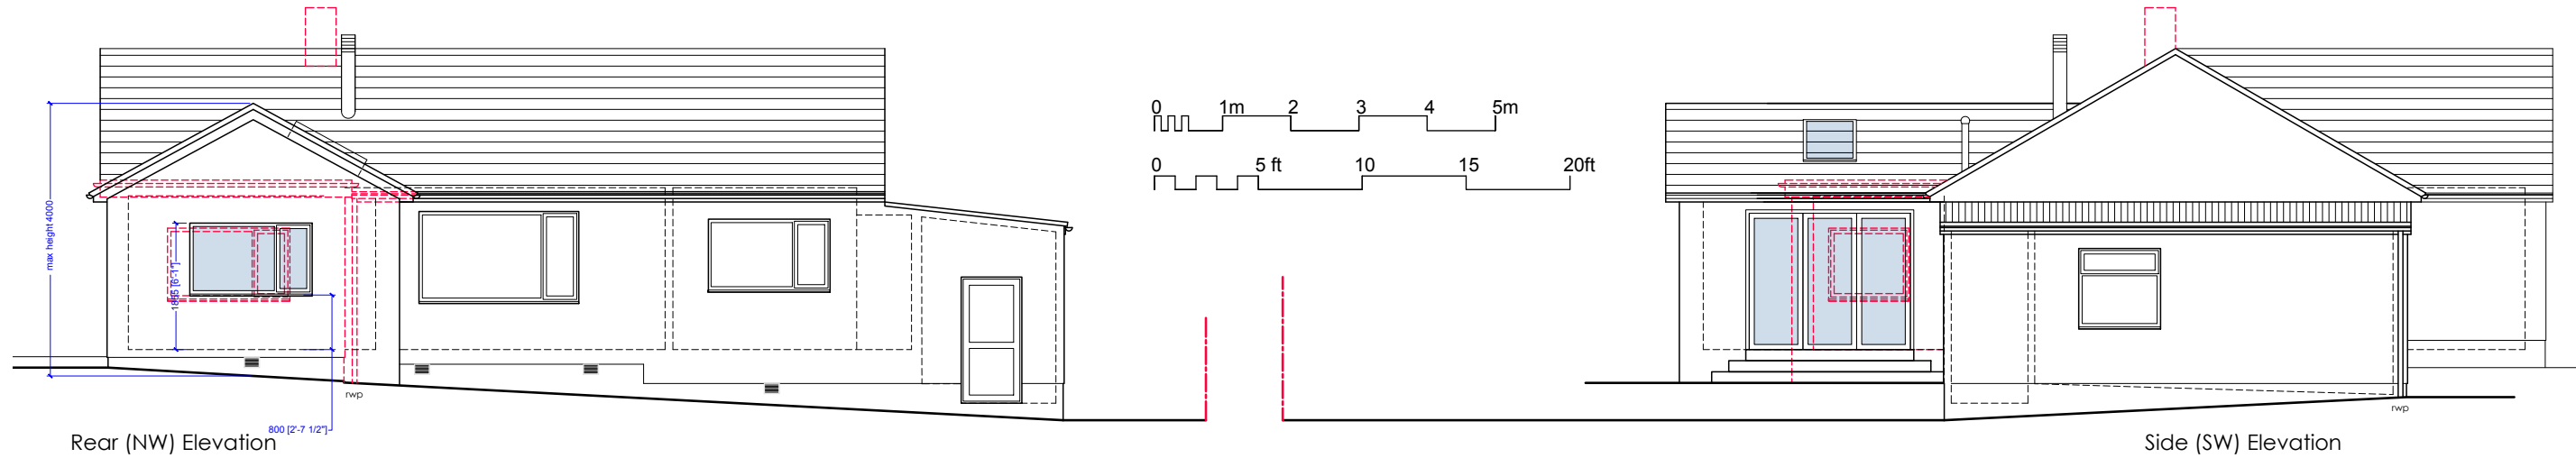 0 1m 2 3 4 5m
0 5 ft 10 15 20ft
max height 4000
1855 [6'-1"]
rwp
800 [2'-7 1/2"]
rwp
Rear (NW) Elevation
Side (SW) Elevation